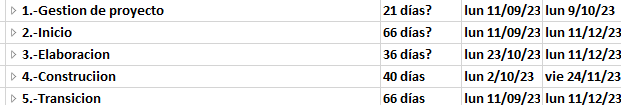 1.-Gestion de proyecto 21 días? lun 11/09/23 lun 9/10/23
2.-Inicio 66 días? lun 11/09/23 lun 11/12/23
3.-Elaboracion 36 días? lun 23/10/23 lun 11/12/23
4.-Construciion 40 días lun 2/10/23 vie 24/11/23
5.-Transicion 66 días lun 11/09/23 lun 11/12/23